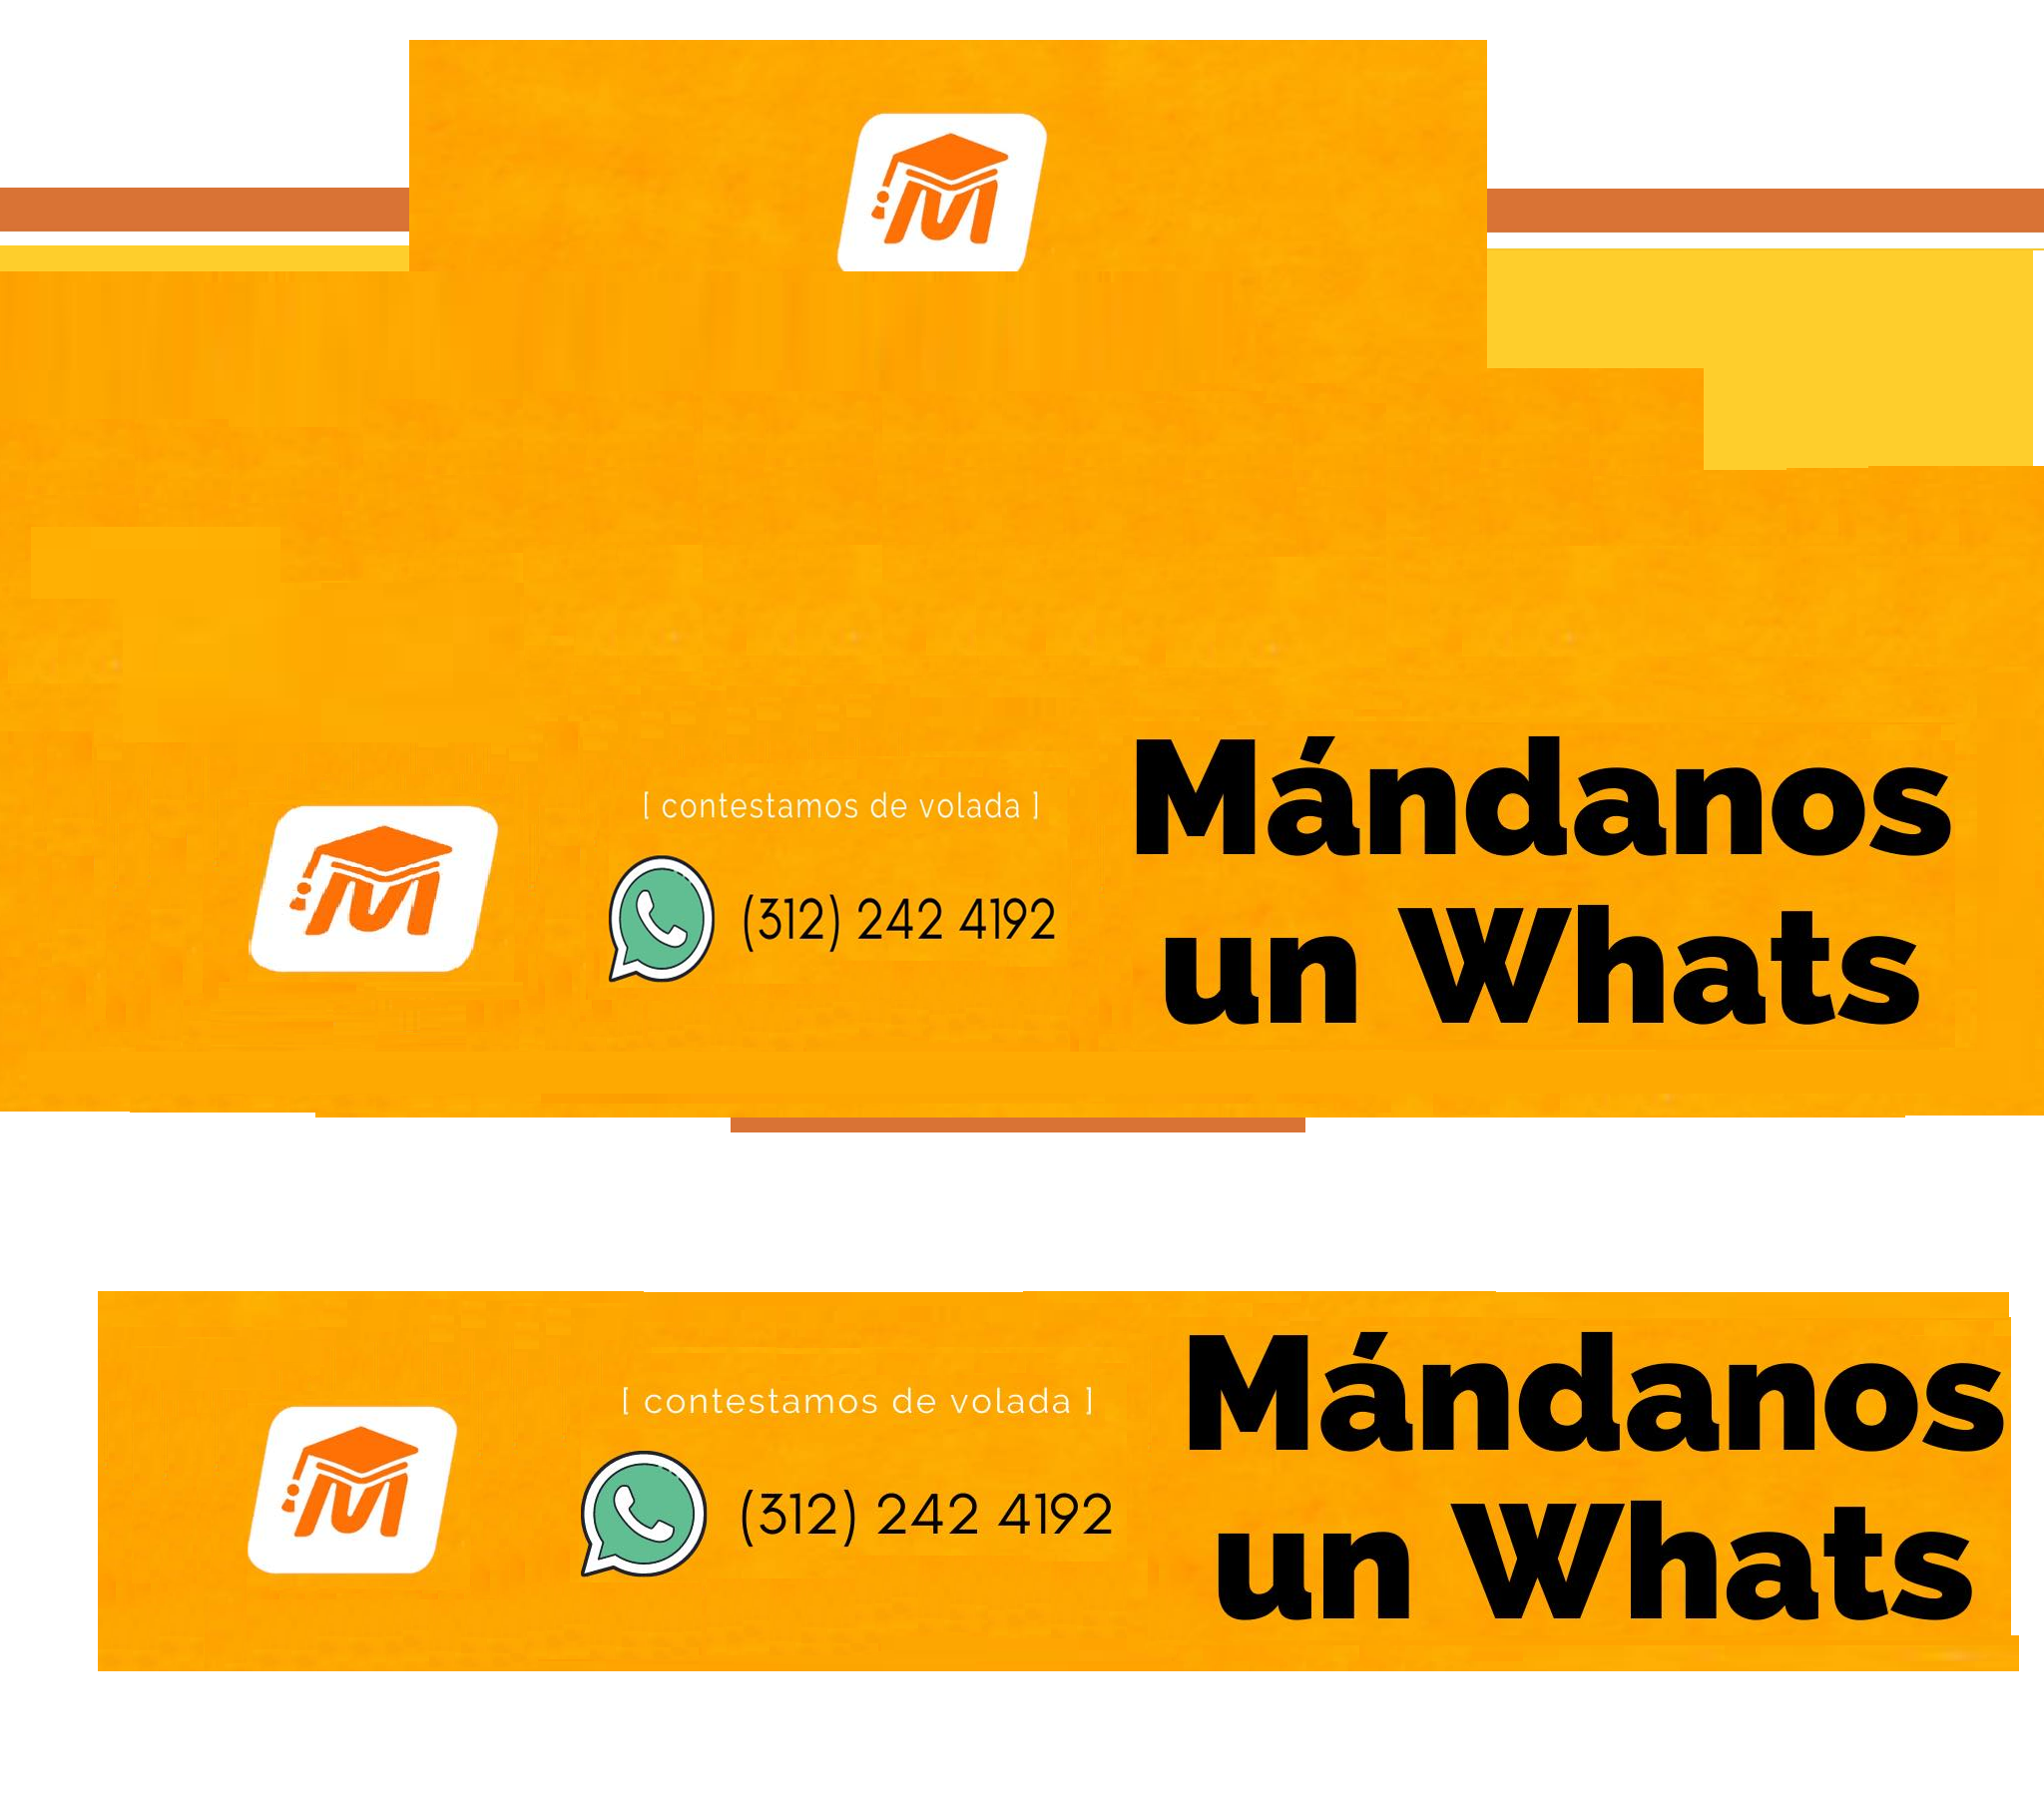 [ contestamos de volada ]
(312) 242 4192
Mándanos
un Whats
[ contestamos de volada ]
(312) 242 4192
Mándanos
un Whats